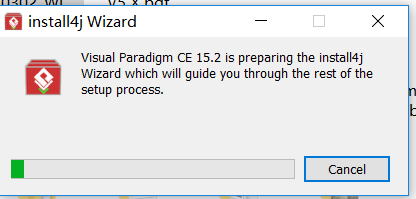 install4j Wizard
Visual Paradigm CE 15.2 is preparing the install4j
Wizard which will guide you through the rest of the
setup process.
Cancel